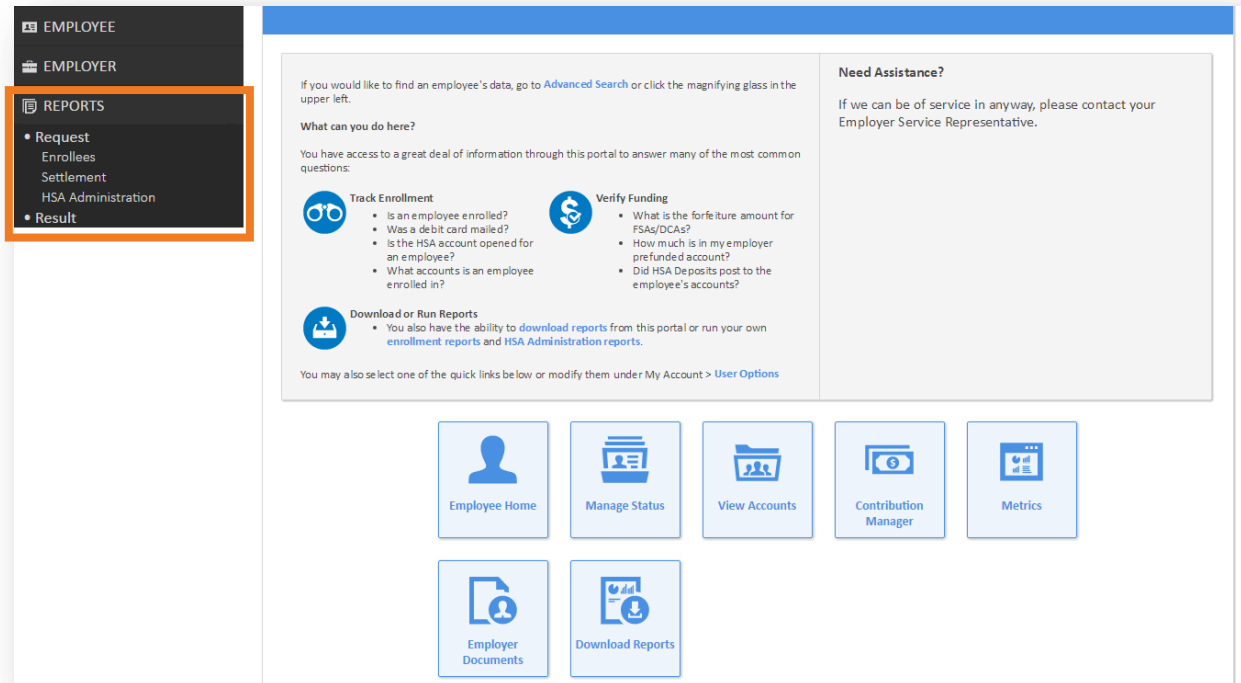 EMPLOYEE
EMPLOYER
REPORTS
• Request
Enrollees
Settlement
HSA Administration
• Result
If you would like to find an employee's data, go to Advanced Search or click the magnifying glass in the
upper left.
What can you do here?
You have access to a great deal of information through this portal to answer many of the most common
questions:
Track Enrollment
• Is an employee enrolled?
• Was a debit card mailed?
• Is the HSA account opened for
an employee?
• What accounts is an employee
enrolled in?
Verify Funding
• What is the forfeiture amount for
FSAs/DCAs?
• How much is in my employer
prefunded account?
• Did HSA Deposits post to the
employee's accounts?
Download or Run Reports
• You also have the ability to download reports from this portal or run your own
enrollment reports and HSA Administration reports.
You may also select one of the quick links below or modify them under My Account > User Options
Need Assistance?
If we can be of service in anyway, please contact your
Employer Service Representative.
Employee Home
Manage Status
View Accounts
Contribution
Manager
Metrics
Employer
Documents
Download Reports